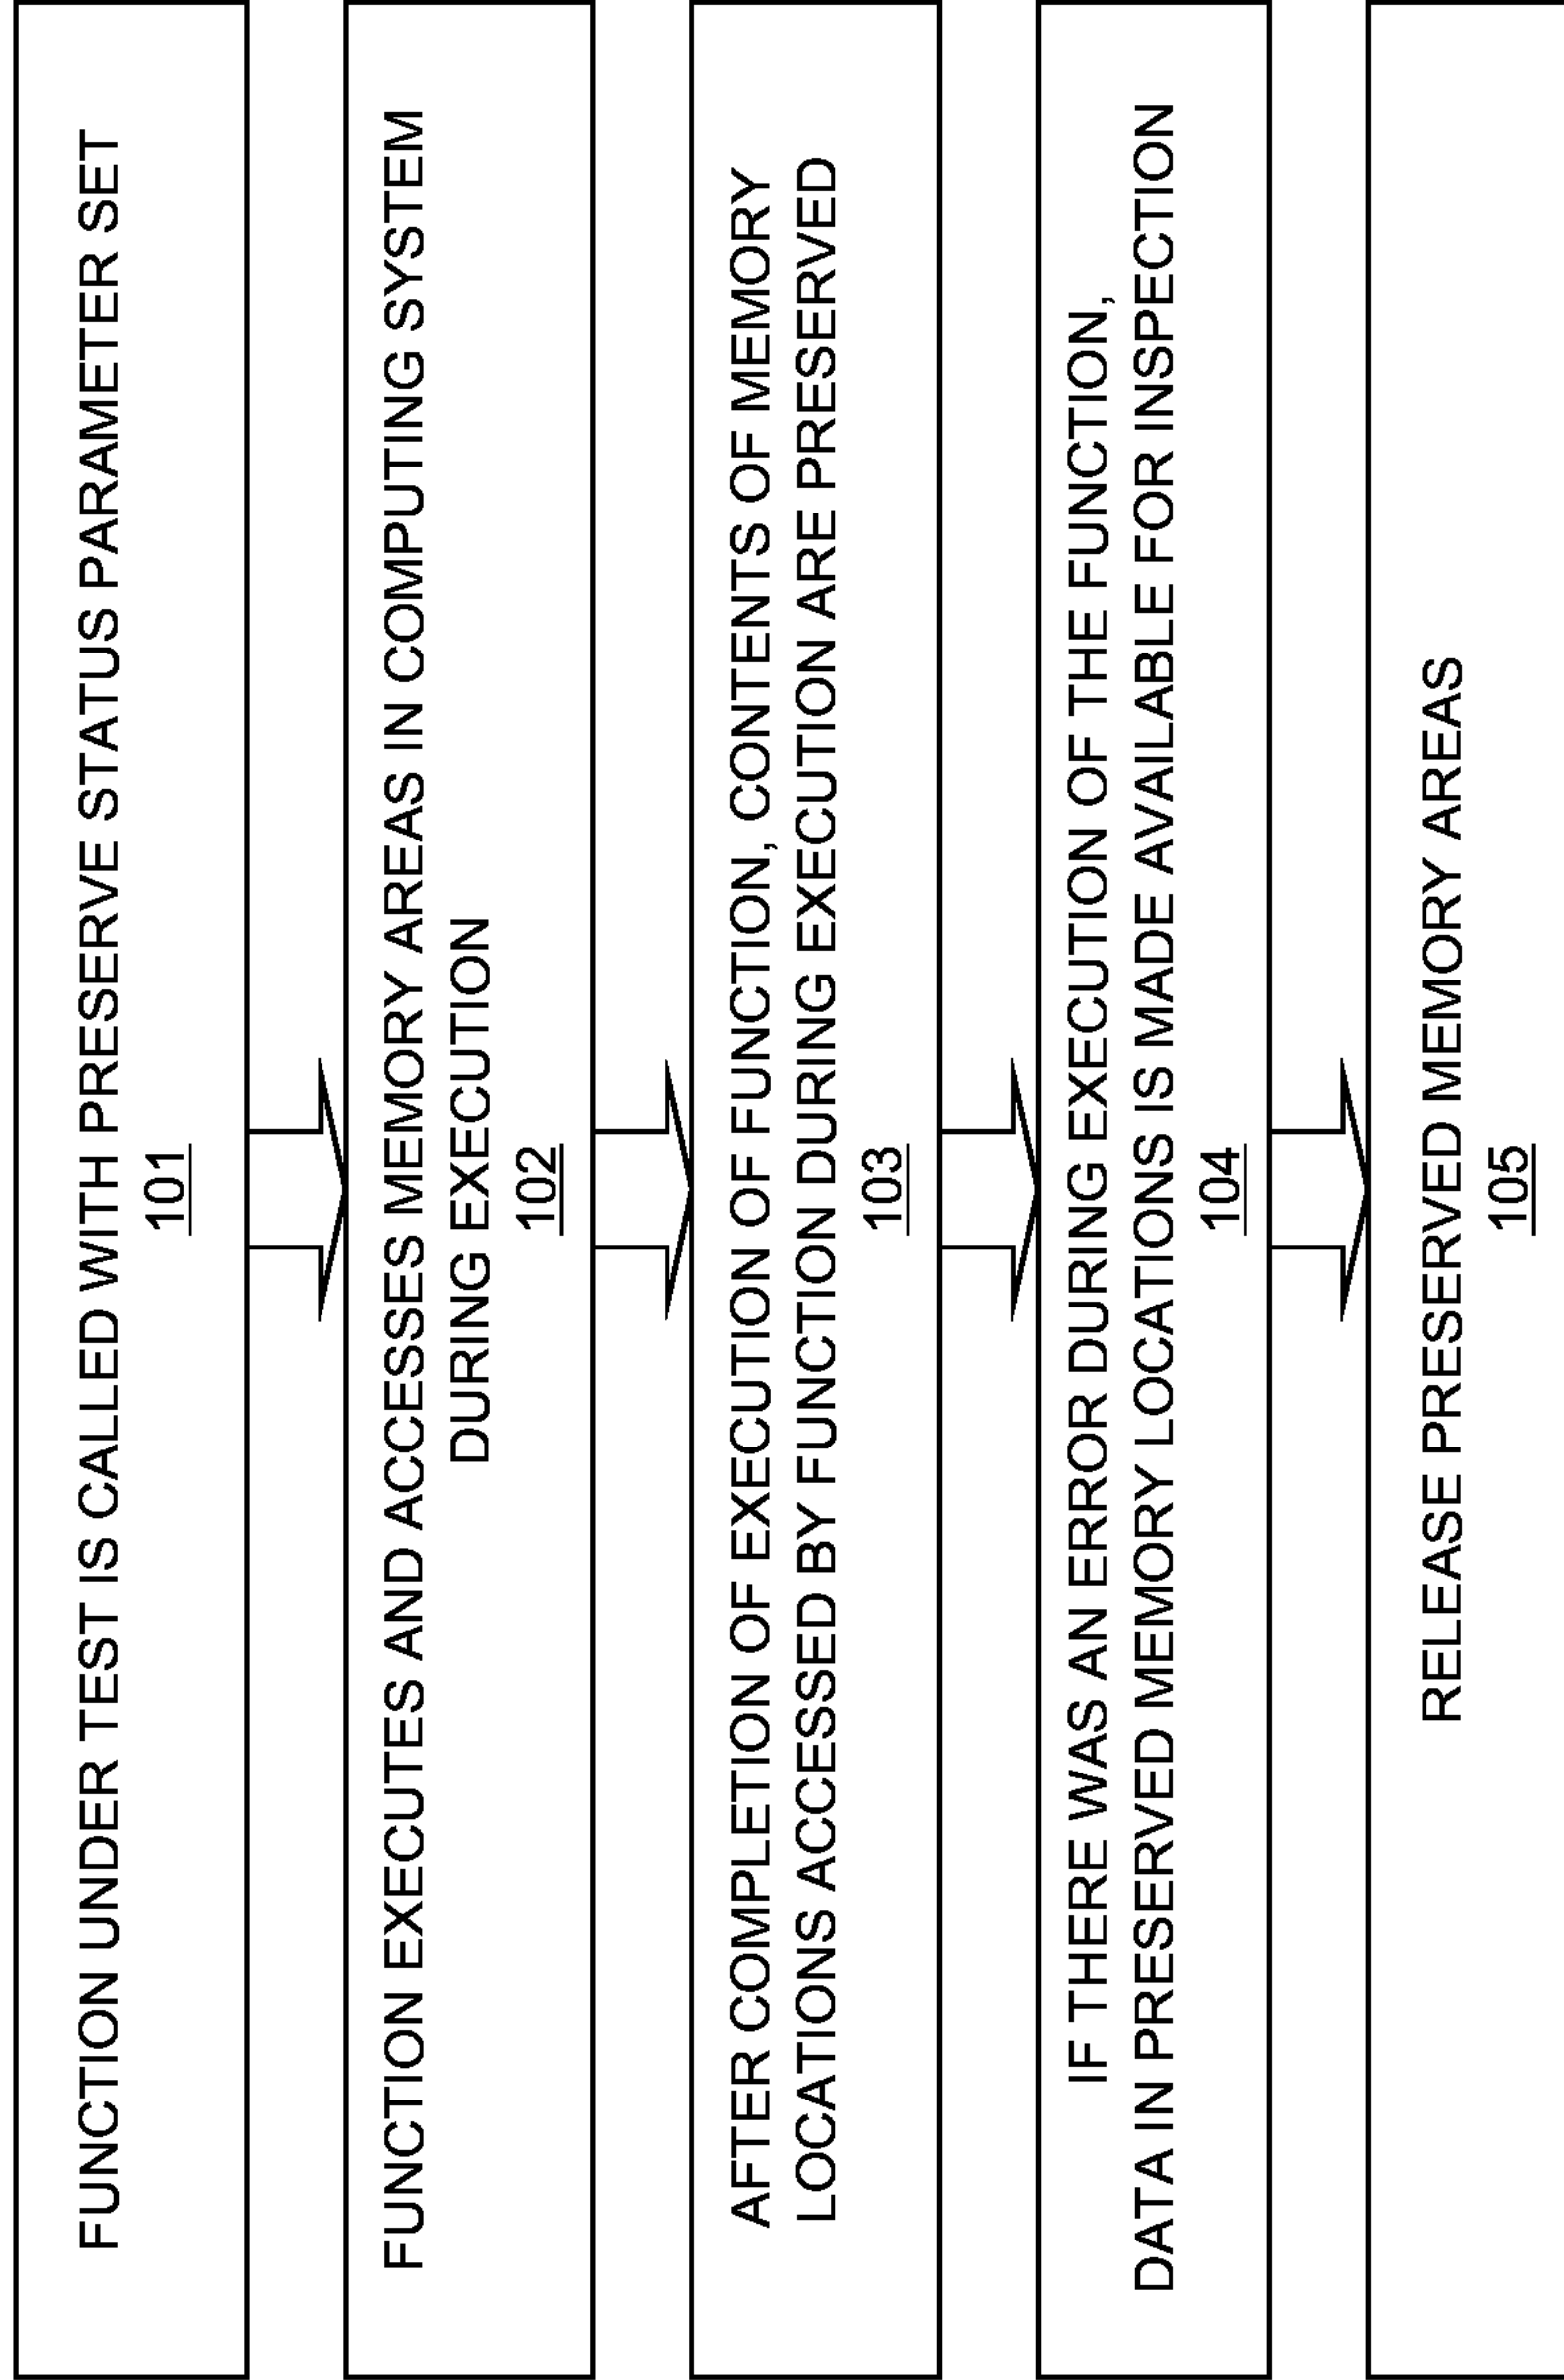 FUNCTION UNDER TEST IS CALLED WITH PRESERVE STATUS PARAMETER SET
101
FUNCTION EXECUTES AND ACCESSES MEMORY AREAS IN COMPUTING SYSTEM
DURING EXECUTION
102
AFTER COMPLETION OF EXECUTION OF FUNCTION, CONTENTS OF MEMORY
LOCATIONS ACCESSED BY FUNCTION DURING EXECUTION ARE PRESERVED
103
IF THERE WAS AN ERROR DURING EXECUTION OF THE FUNCTION,
DATA IN PRESERVED MEMORY LOCATIONS IS MADE AVAILABLE FOR INSPECTION
104
RELEASE PRESERVED MEMORY AREAS
105